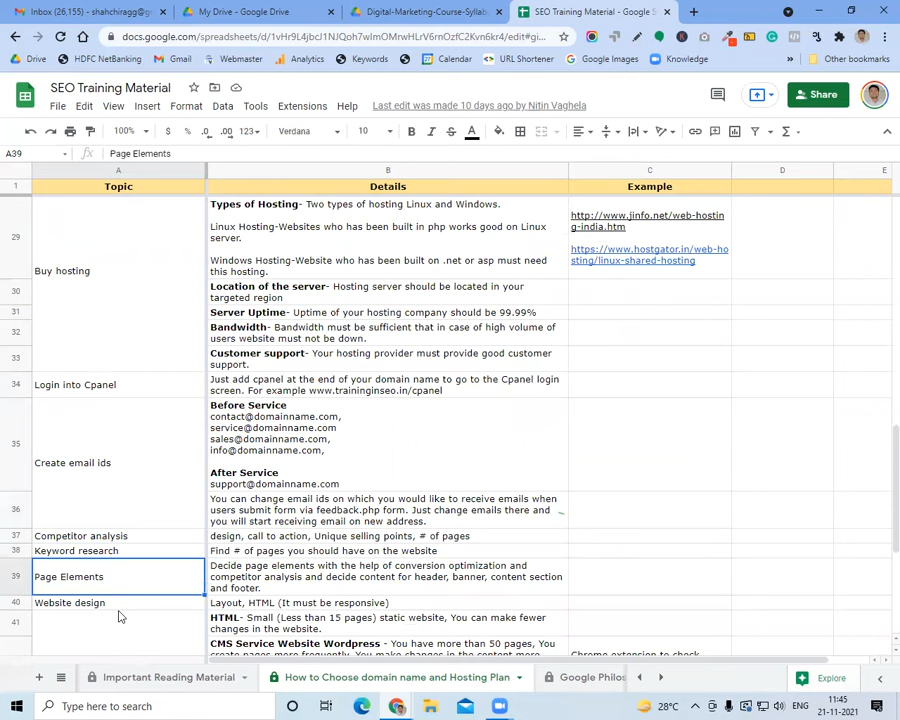 Inbox (26,155) - shahchiragg@g
My Drive - Google Drive
Digital-Marketing-Course-Syllab
SEO Training Material - Google S
docs.google.com/spreadsheets/d/1vHr9L4jbcJ1NJQoh7wImOMrwHLrV6rnOzfC2Kvn6kr4/edit#gi
Drive
HDFC NetBanking
Gmail
Webmaster
Analytics
Keywords
Calendar
URL Shortener
Google Images
Knowledge
Other bookmarks
SEO Training Material
File Edit View Insert Format Data Tools Extensions Help
Last edit was made 10 days ago by Nitin Vaghela
Share
100% $ % .0 .00 123 Verdana 10 B I S A
A39 fx Page Elements
A B C D E
1 Topic Details Example
29 Buy hosting
Types of Hosting- Two types of hosting Linux and Windows.
Linux Hosting-Websites who has been built in php works good on Linux
server.
Windows Hosting-Website who has been built on .net or asp must need
this hosting.
http://www.jinfo.net/web-hostin
g-india.htm
https://www.hostgator.in/web-ho
sting/linux-shared-hosting
30 Location of the server- Hosting server should be located in your
targeted region
31 Server Uptime- Uptime of your hosting company should be 99.99%
32 Bandwidth- Bandwidth must be sufficient that in case of high volume of
users website must not be down.
33 Customer support- Your hosting provider must provide good customer
support.
34 Login into Cpanel
Just add cpanel at the end of your domain name to go to the Cpanel login
screen. For example www.traininginseo.in/cpanel
35 Create email ids
Before Service
contact@domainname.com,
service@domainname.com
sales@domainname.com,
info@domainname.com,
After Service
support@domainname.com
36 You can change email ids on which you would like to receive emails when
users submit form via feedback.php form. Just change emails there and
you will start receiving email on new address.
37 Competitor analysis design, call to action, Unique selling points, # of pages
38 Keyword research Find # of pages you should have on the website
39 Page Elements
Decide page elements with the help of conversion optimization and
competitor analysis and decide content for header, banner, content section
and footer.
40 Website design Layout, HTML (It must be responsive)
41 HTML- Small (Less than 15 pages) static website, You can make fewer
changes in the website.
CMS Service Website Wordpress - You have more than 50 pages, You
create pages more frequently, You make changes in the content more
Chrome extension to check
Important Reading Material
How to Choose domain name and Hosting Plan
Google Philos
Explore
Type here to search
28°C
ENG
11:45
21-11-2021